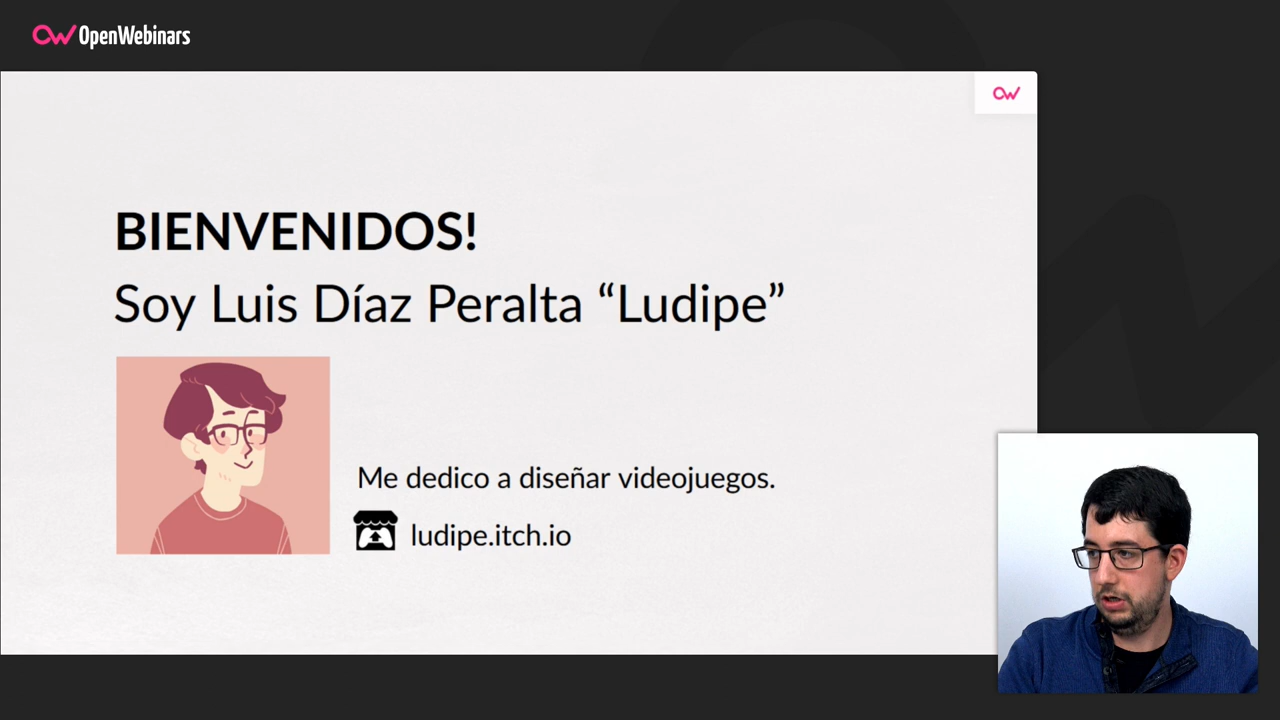 OpenWebinars
BIENVENIDOS!
Soy Luis Díaz Peralta “Ludipe”
Me dedico a diseñar videojuegos.
ludipe.itch.io